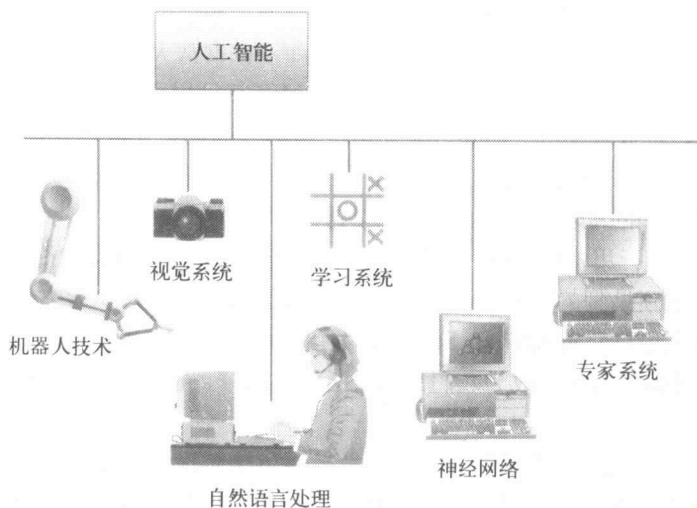 人工智能
视觉系统
学习系统
机器人技术
专家系统
神经网络
自然语言处理